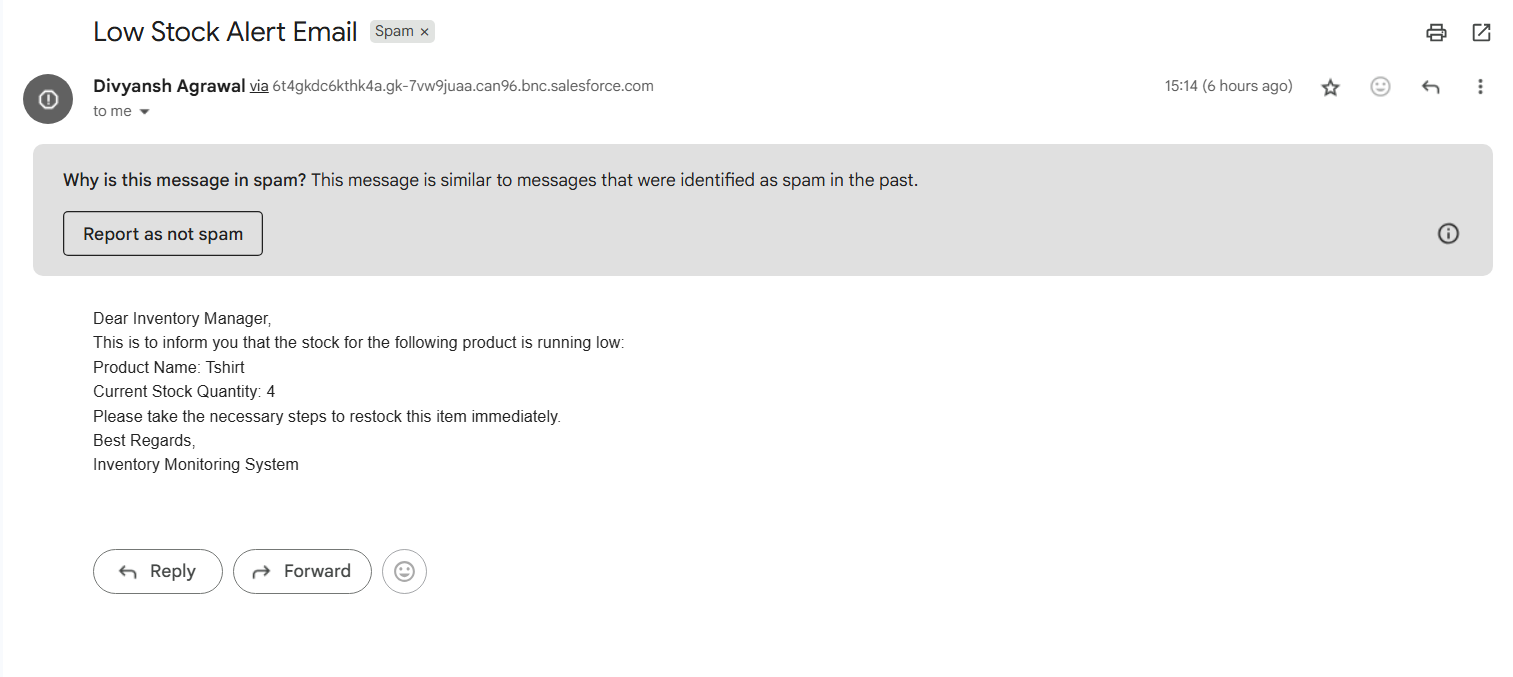 Low Stock Alert Email Spam ×
Divyansh Agrawal via 6t4gkdc6kthk4a.gk-7vw9juaa.can96.bnc.salesforce.com 15:14 (6 hours ago)
to me
Why is this message in spam? This message is similar to messages that were identified as spam in the past.
Report as not spam
Dear Inventory Manager,
This is to inform you that the stock for the following product is running low:
Product Name: Tshirt
Current Stock Quantity: 4
Please take the necessary steps to restock this item immediately.
Best Regards,
Inventory Monitoring System
Reply Forward